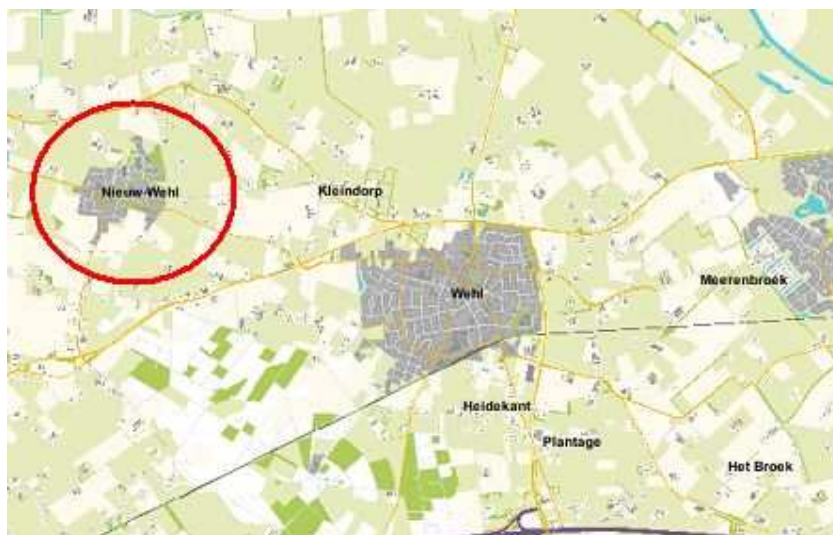 Nieuw-Wehl
Kleindorp
Wehl
Meerenbroek
Heidekant
Plantage
Het Broek